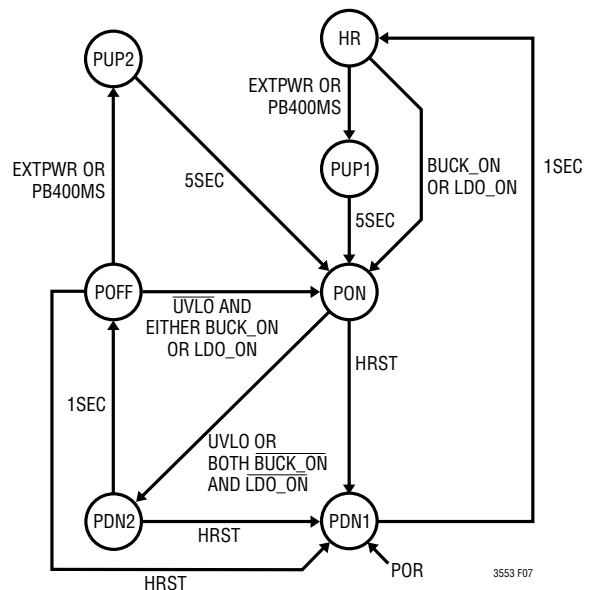 HR
PUP2
EXTPWR OR
PB400MS
EXTPWR OR
PB400MS
PUP1
BUCK_ON
OR LDO_ON
1SEC
5SEC
5SEC
POFF
PON
UVLO AND
EITHER BUCK_ON
OR LDO_ON
HRST
1SEC
UVLO OR
BOTH BUCK_ON
AND LDO_ON
PDN2
HRST
PDN1
POR
HRST
3553 F07